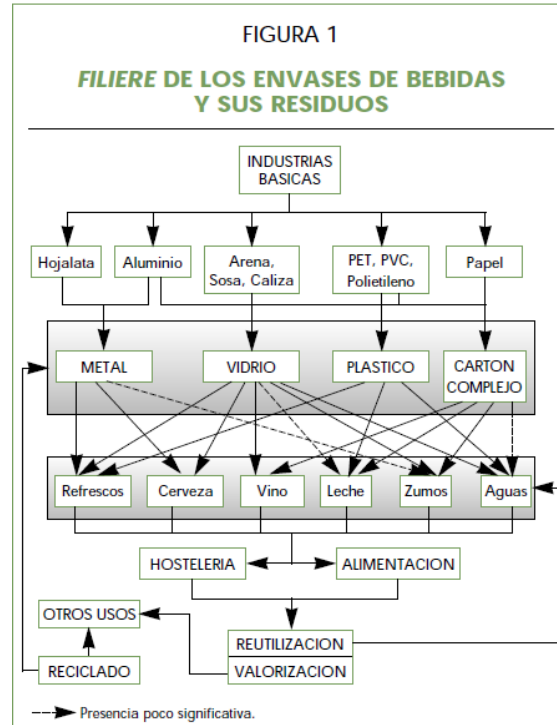 FIGURA 1
FILIERE DE LOS ENVASES DE BEBIDAS
Y SUS RESIDUOS
INDUSTRIAS
BASICAS
Hojalata
Aluminio
Arena,
Sosa, Caliza
PET, PVC,
Polietileno
Papel
METAL
VIDRIO
PLASTICO
CARTON
COMPLEJO
Refrescos
Cerveza
Vino
Leche
Zumos
Aguas
HOSTELERIA
ALIMENTACION
OTROS USOS
REUTILIZACION
RECICLADO
VALORIZACION
Presencia poco significativa.